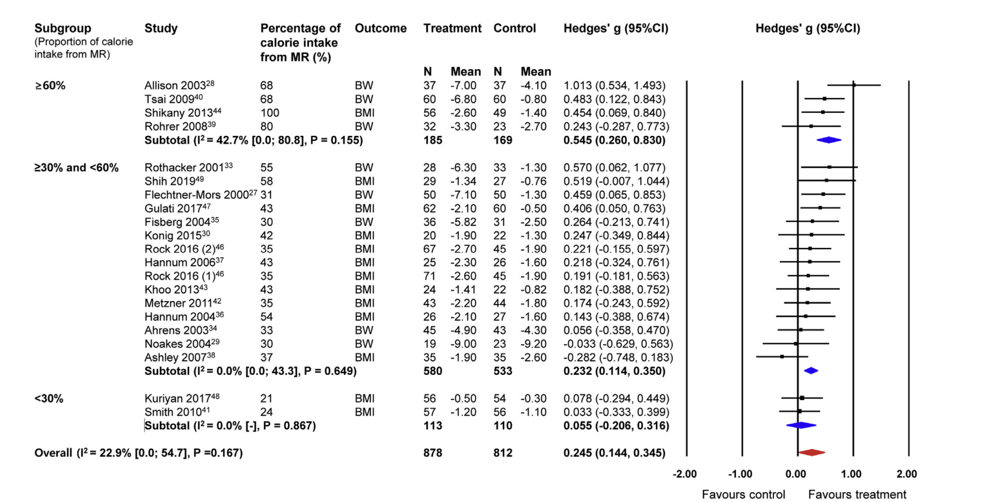 Subgroup Study Percentage of Outcome Treatment Control Hedges' g (95%CI) Hedges' g (95%CI)
(Proportion of calorie calorie intake
intake from MR) from MR (%)
N Mean N Mean
≥60% Allison 2003²⁸ 68 BW 37 -7.00 37 -4.10 1.013 (0.534, 1.493)
Tsai 2009⁴⁰ 68 BW 60 -6.80 60 -0.80 0.483 (0.122, 0.843)
Shikany 2013⁴⁴ 100 BMI 56 -2.60 49 -1.40 0.454 (0.069, 0.840)
Rohrer 2008³⁹ 80 BW 32 -3.30 23 -2.70 0.243 (-0.287, 0.773)
Subtotal (I² = 42.7% [0.0; 80.8], P = 0.155) 185 169 0.545 (0.260, 0.830)
≥30% and <60% Rothacker 2001³³ 55 BW 28 -6.30 33 -1.30 0.570 (0.062, 1.077)
Shih 2019⁴⁹ 58 BMI 29 -1.34 27 -0.76 0.519 (-0.007, 1.044)
Flechtner-Mors 2000²⁷ 31 BW 50 -7.10 50 -1.30 0.459 (0.065, 0.853)
Gulati 2017⁴⁷ 43 BMI 62 -2.10 60 -0.50 0.406 (0.050, 0.763)
Fisberg 2004³⁵ 30 BW 36 -5.82 31 -2.50 0.264 (-0.213, 0.741)
Konig 2015³⁰ 42 BMI 20 -1.90 22 -1.30 0.247 (-0.349, 0.844)
Rock 2016 (2)⁴⁶ 35 BMI 67 -2.70 45 -1.90 0.221 (-0.155, 0.597)
Hannum 2006³⁷ 43 BMI 25 -2.30 26 -1.60 0.218 (-0.324, 0.761)
Rock 2016 (1)⁴⁶ 35 BMI 71 -2.60 45 -1.90 0.191 (-0.181, 0.563)
Khoo 2013⁴³ 43 BMI 24 -1.41 22 -0.82 0.182 (-0.388, 0.752)
Metzner 2011⁴² 35 BMI 43 -2.20 44 -1.80 0.174 (-0.243, 0.592)
Hannum 2004³⁶ 54 BMI 26 -2.10 27 -1.60 0.143 (-0.388, 0.674)
Ahrens 2003³⁴ 33 BW 45 -4.90 43 -4.30 0.056 (-0.358, 0.470)
Noakes 2004²⁹ 30 BW 19 -9.00 23 -9.20 -0.033 (-0.629, 0.563)
Ashley 2007³⁸ 37 BMI 35 -1.90 35 -2.60 -0.282 (-0.748, 0.183)
Subtotal (I² = 0.0% [0.0; 43.3], P = 0.649) 580 533 0.232 (0.114, 0.350)
<30% Kuriyan 2017⁴⁸ 21 BMI 56 -0.50 54 -0.30 0.078 (-0.294, 0.449)
Smith 2010⁴¹ 24 BMI 57 -1.20 56 -1.10 0.033 (-0.333, 0.399)
Subtotal (I² = 0.0% [-], P = 0.867) 113 110 0.055 (-0.206, 0.316)
Overall (I² = 22.9% [0.0; 54.7], P =0.167) 878 812 0.245 (0.144, 0.345)
-2.00 -1.00 0.00 1.00 2.00
Favours control Favours treatment